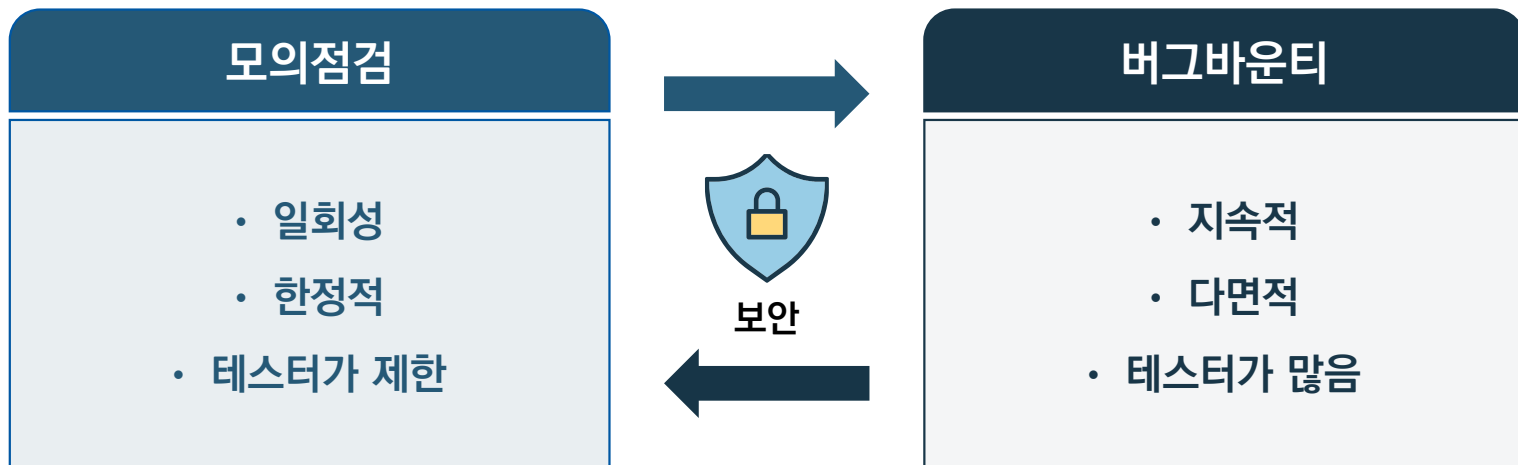 모의점검
• 일회성
• 한정적
• 테스터가 제한
보안
버그바운티
• 지속적
• 다면적
• 테스터가 많음